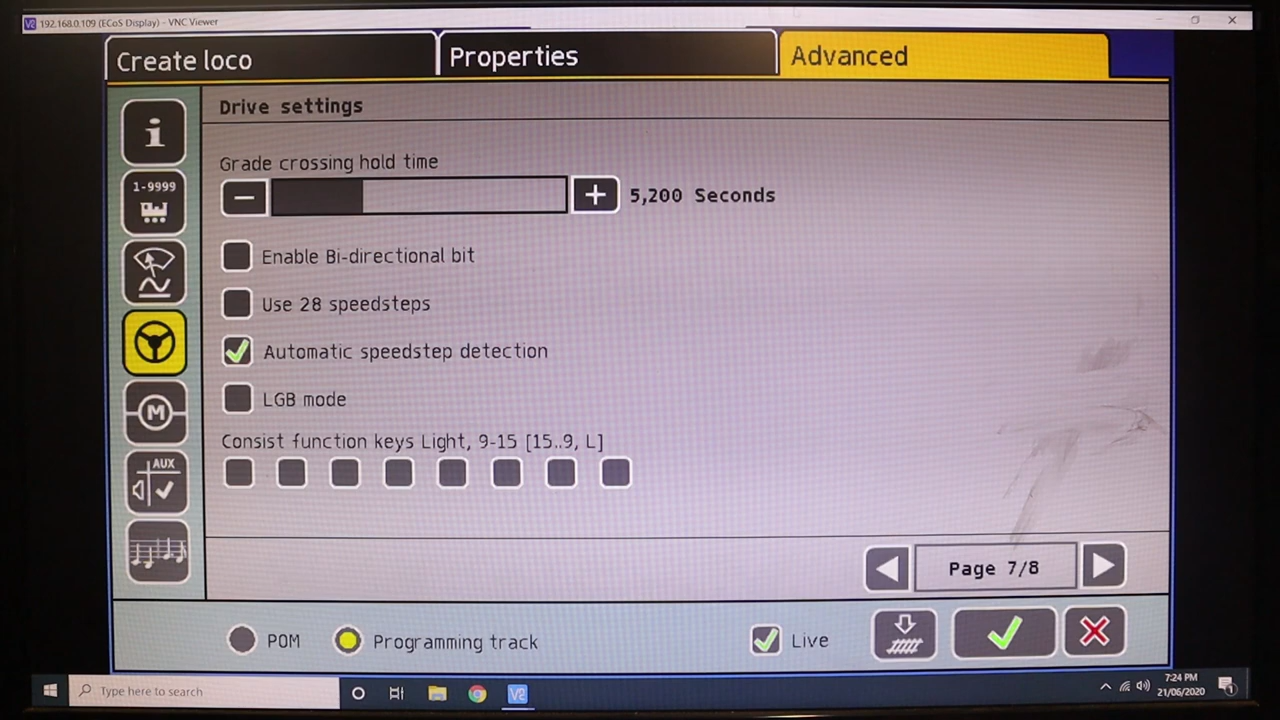 192.168.0.109 (ECoS Display) - VNC Viewer
Create loco
Properties
Advanced
i
Drive settings
1-9999
Grade crossing hold time
5,200 Seconds
Enable Bi-directional bit
Use 28 speedsteps
Automatic speedstep detection
LGB mode
M
Consist function keys Light, 9-15 [15..9, L]
AUX
Page 7/8
POM
Programming track
Live
Type here to search
7:24 PM
21/06/2020